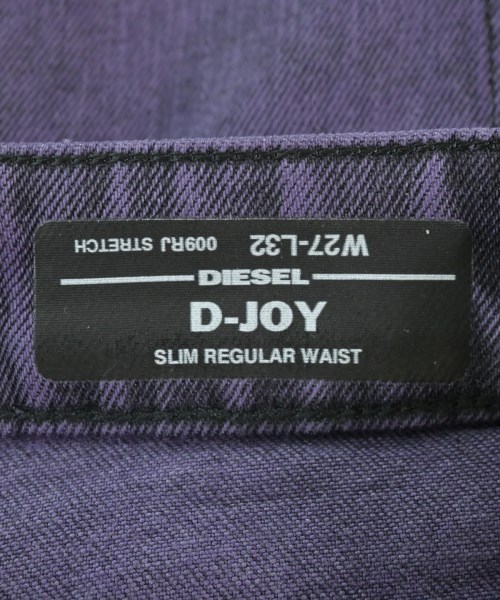 W27-L32 009RJ STRETCH
DIESEL
D-JOY
SLIM REGULAR WAIST